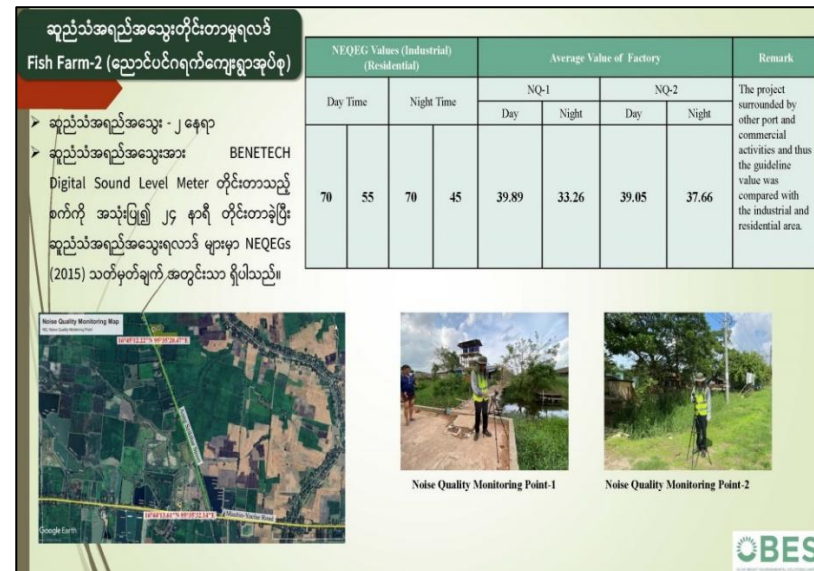 ဆူညံသံအရည်အသွေးတိုင်းတာမှုရလဒ်
Fish Farm-2 (ညောင်ပင်ဂရက်ကျေးရွာအုပ်စု)
➤ ဆူညံသံအရည်အသွေး - ၂ နေရာ
➤ ဆူညံသံအရည်အသွေးအား BENETECH
Digital Sound Level Meter တိုင်းတာသည့်
စက်ကို အသုံးပြု၍ ၂၄ နာရီ တိုင်းတာခဲ့ပြီး
ဆူညံသံအရည်အသွေးရလာဒ် များမှာ NEQEGs
(2015) သတ်မှတ်ချက် အတွင်းသာ ရှိပါသည်။
NEQEG Values (Industrial)
(Residential)
Average Value of Factory
Remark
Day Time
Night Time
NQ-1
NQ-2
Day
Night
Day
Night
70
55
70
45
39.89
33.26
39.05
37.66
The project
surrounded by
other port and
commercial
activities and thus
the guideline
value was
compared with
the industrial and
residential area.
Noise Quality Monitoring Map
Google Earth
Noise Quality Monitoring Point-1
Noise Quality Monitoring Point-2
BES